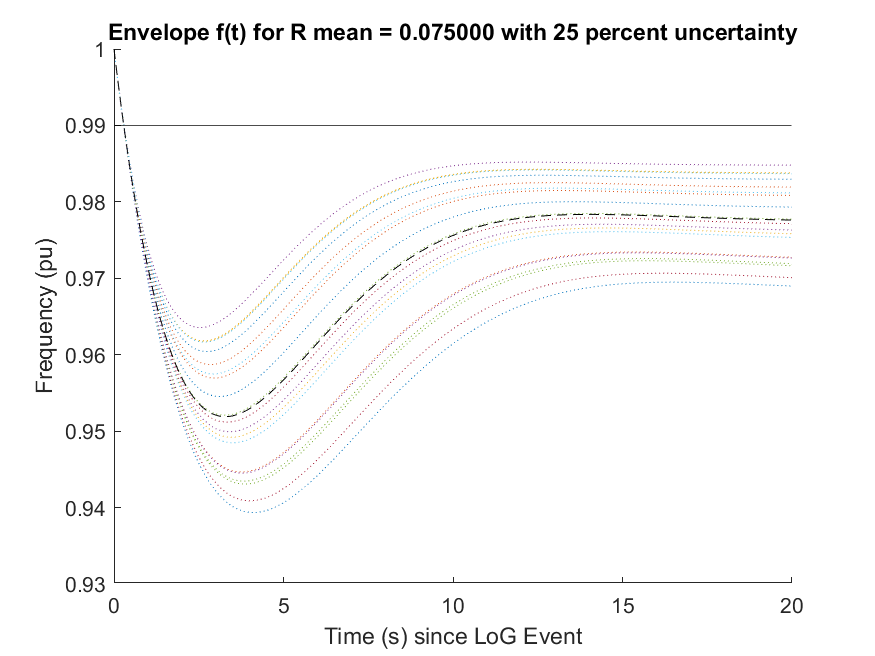 Envelope f(t) for R mean = 0.075000 with 25 percent uncertainty
1
0.99
0.98
0.97
0.96
0.95
0.94
0.93
Frequency (pu)
0 5 10 15 20
Time (s) since LoG Event